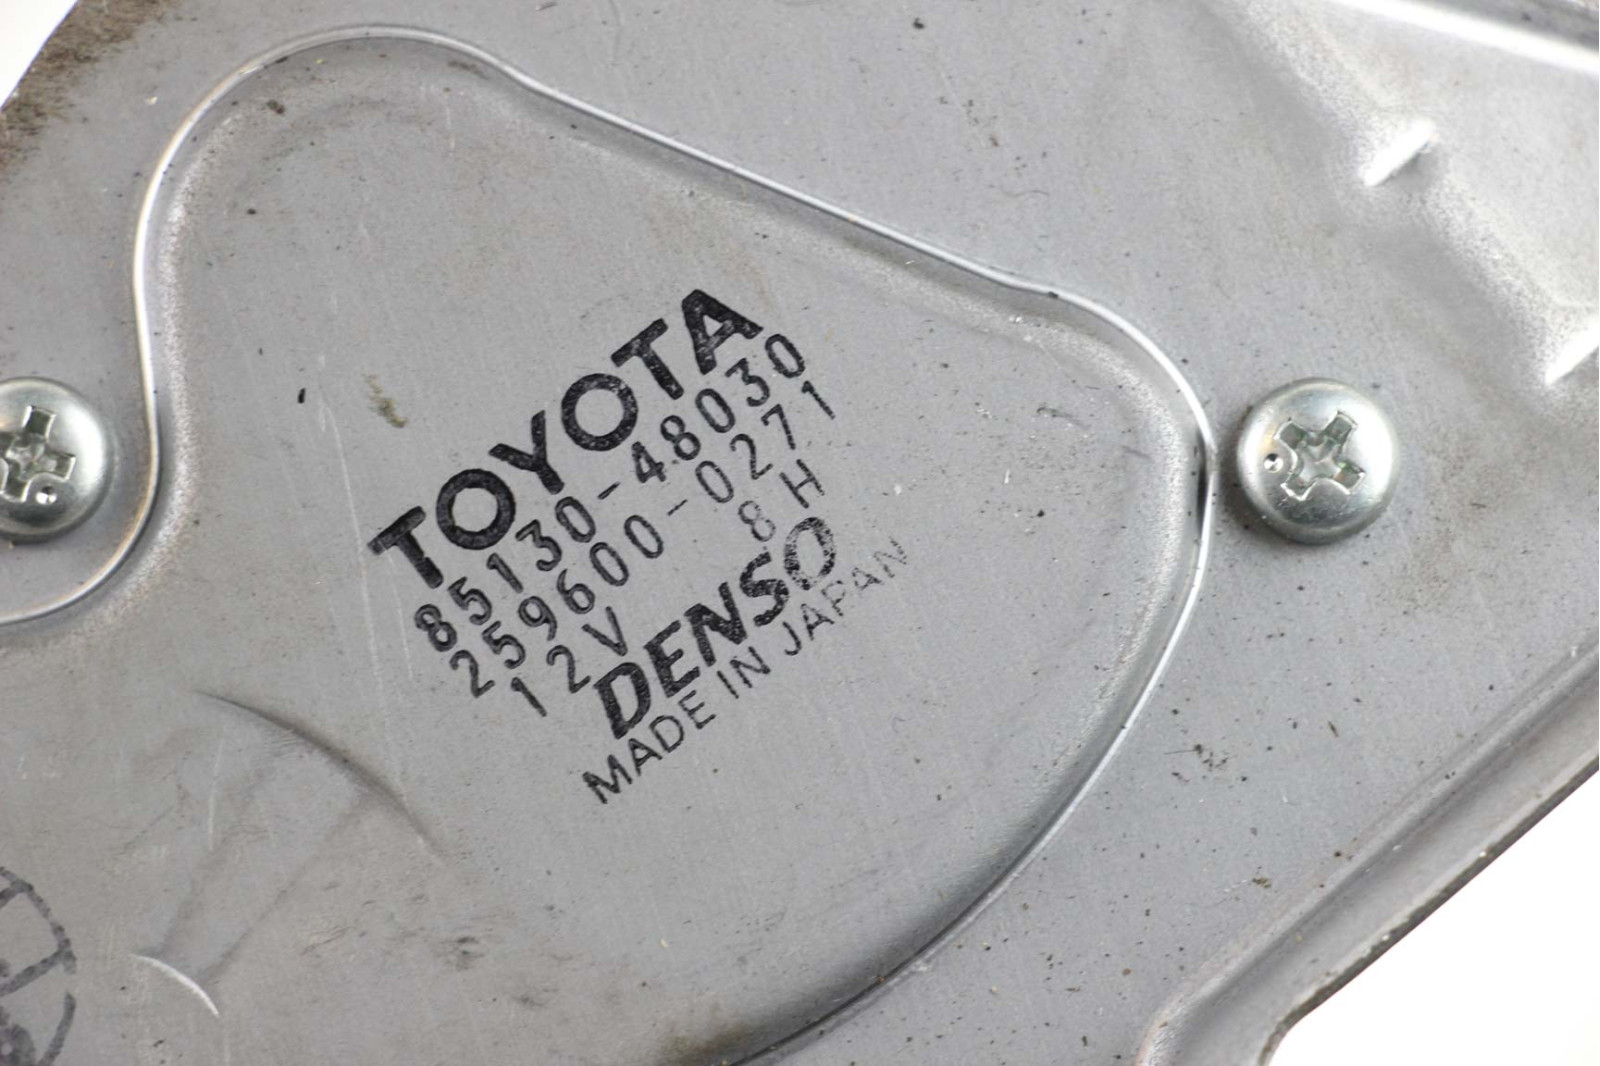 TOYOTA
85130-48030
259600-0271
12V 8H
DENSO
MADE IN JAPAN